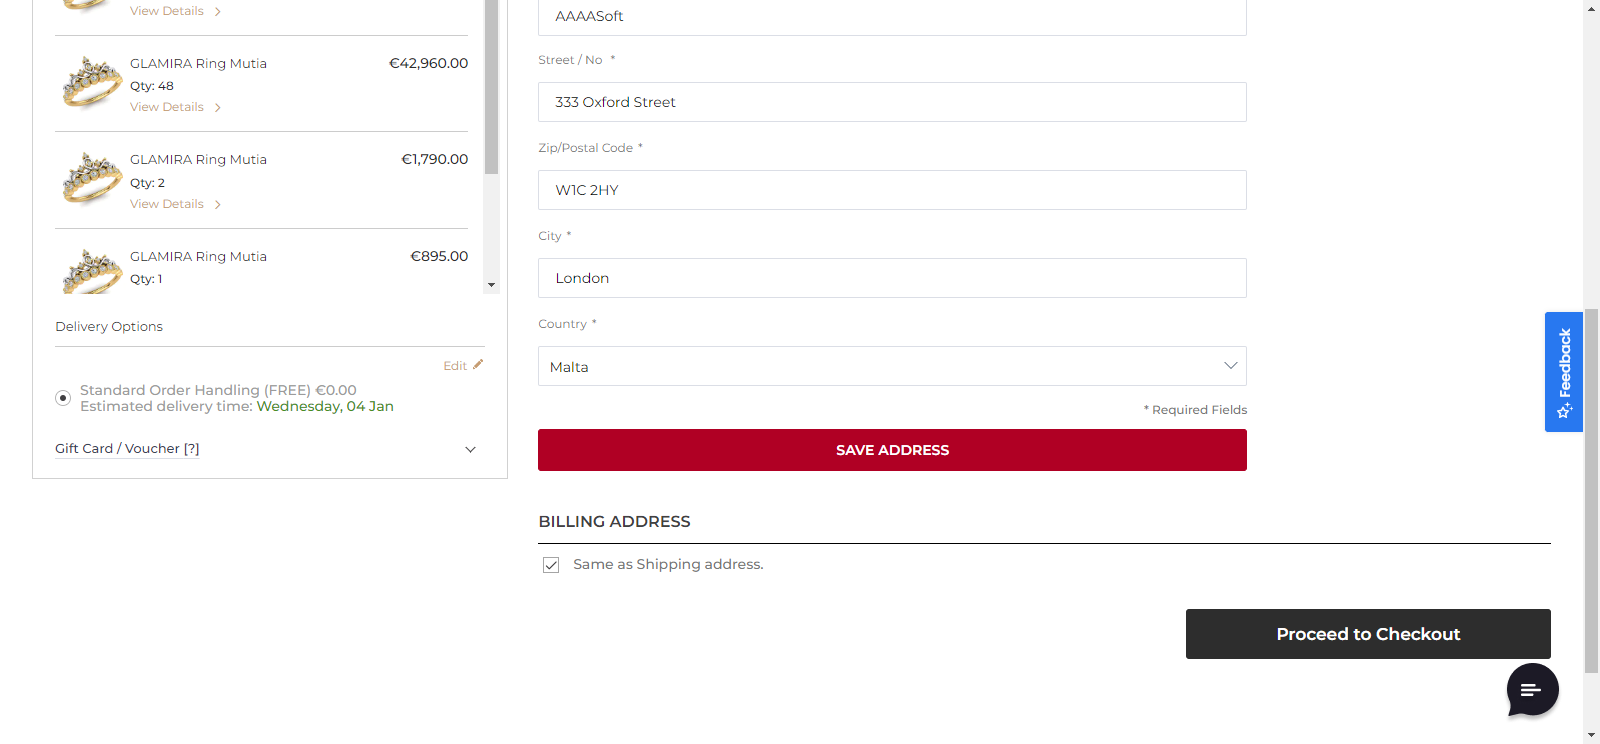 View Details
GLAMIRA Ring Mutia
€42,960.00
Qty: 48
View Details
GLAMIRA Ring Mutia
€1,790.00
Qty: 2
View Details
GLAMIRA Ring Mutia
€895.00
Qty: 1
Delivery Options
Edit
Standard Order Handling (FREE) €0.00
Estimated delivery time: Wednesday, 04 Jan
Gift Card / Voucher [?]
AAAASoft
Street / No *
333 Oxford Street
Zip/Postal Code *
W1C 2HY
City *
London
Country *
Malta
* Required Fields
SAVE ADDRESS
BILLING ADDRESS
Same as Shipping address.
Proceed to Checkout
Feedback